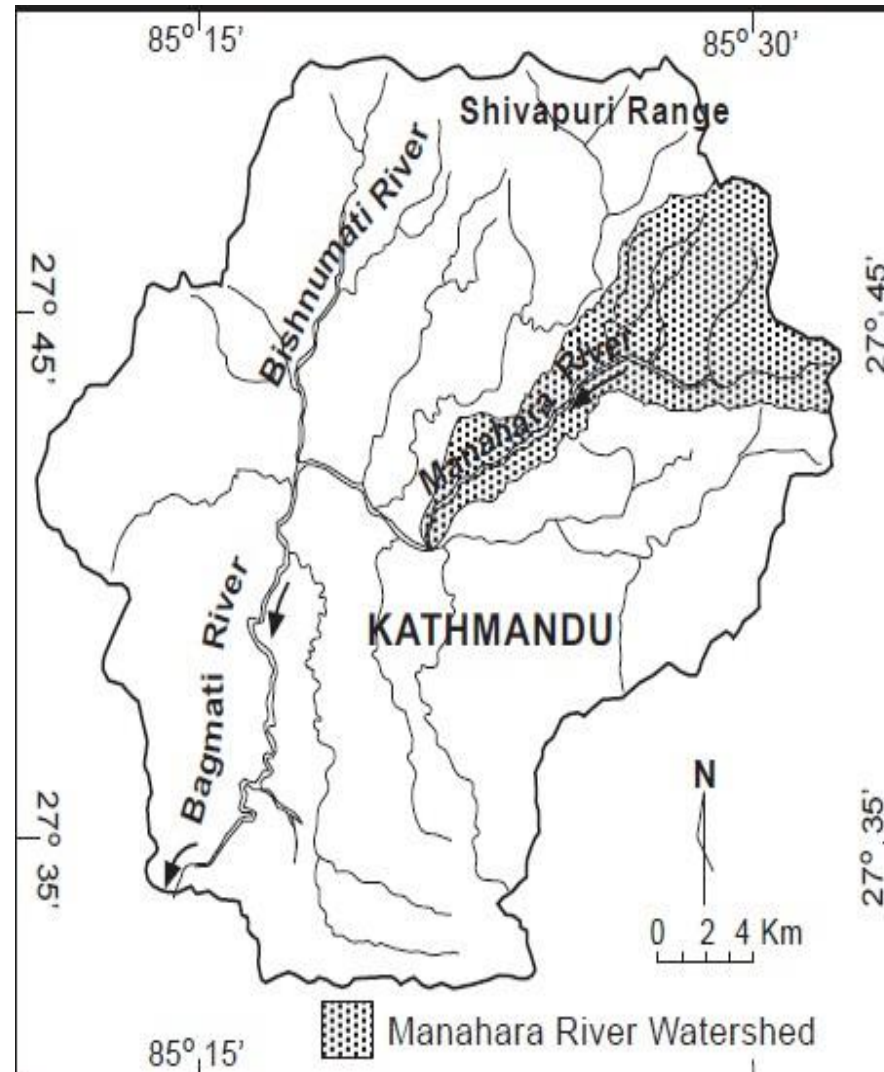 85° 15’
85° 30’
Shivapuri Range
Bishnumati River
27° 45’
27° 45’
Manahara River
KATHMANDU
Bagmati River
N
27° 35’
27° 35’
0 2 4 Km
Manahara River Watershed
85° 15’